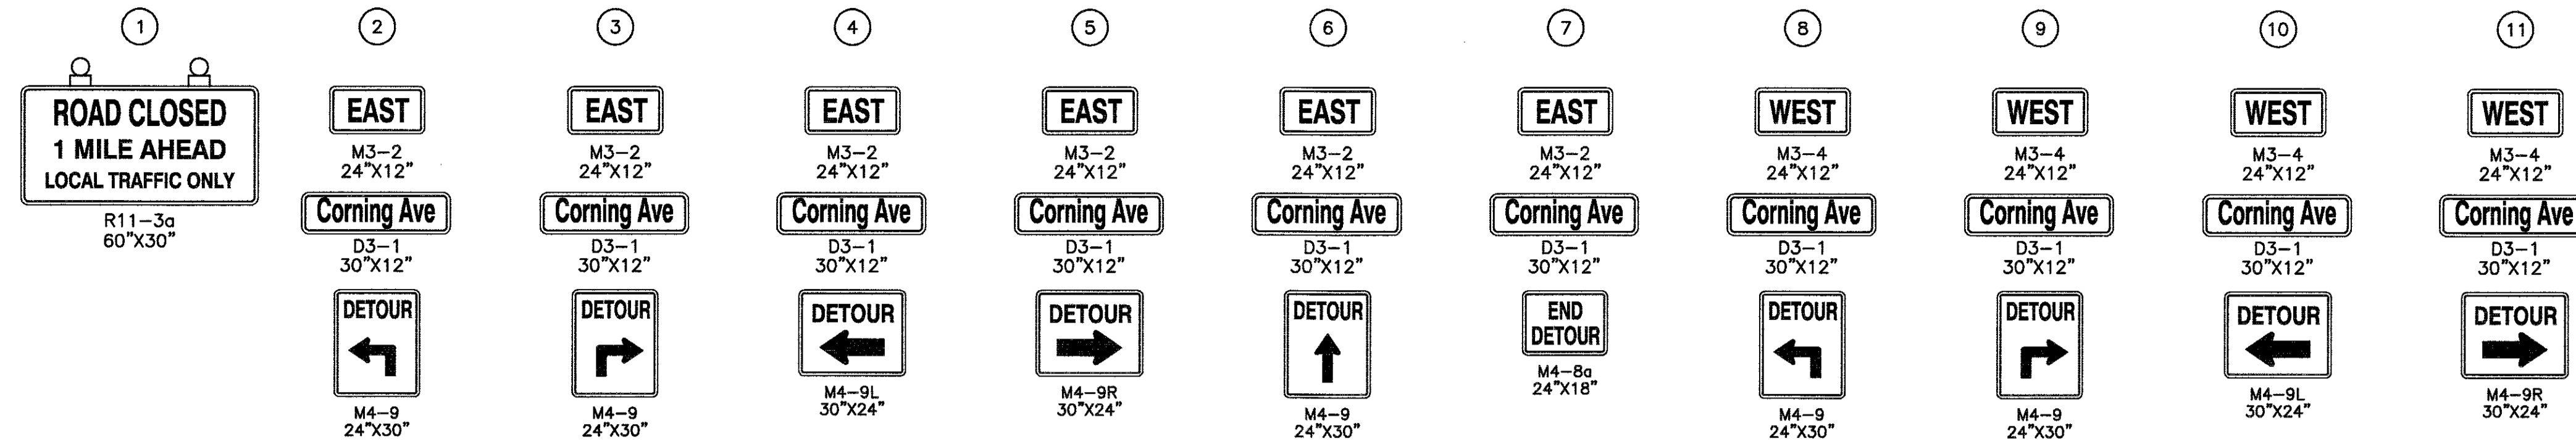 1
ROAD CLOSED
1 MILE AHEAD
LOCAL TRAFFIC ONLY
R11-3a
60"X30"
2
EAST
M3-2
24"X12"
Corning Ave
D3-1
30"X12"
DETOUR
M4-9
24"X30"
3
EAST
M3-2
24"X12"
Corning Ave
D3-1
30"X12"
DETOUR
M4-9
24"X30"
4
EAST
M3-2
24"X12"
Corning Ave
D3-1
30"X12"
DETOUR
M4-9L
30"X24"
5
EAST
M3-2
24"X12"
Corning Ave
D3-1
30"X12"
DETOUR
M4-9R
30"X24"
6
EAST
M3-2
24"X12"
Corning Ave
D3-1
30"X12"
DETOUR
M4-9
24"X30"
7
EAST
M3-2
24"X12"
Corning Ave
D3-1
30"X12"
END
DETOUR
M4-8a
24"X18"
8
WEST
M3-4
24"X12"
Corning Ave
D3-1
30"X12"
DETOUR
M4-9
24"X30"
9
WEST
M3-4
24"X12"
Corning Ave
D3-1
30"X12"
DETOUR
M4-9
24"X30"
10
WEST
M3-4
24"X12"
Corning Ave
D3-1
30"X12"
DETOUR
M4-9L
30"X24"
11
WEST
M3-4
24"X12"
Corning Ave
D3-1
30"X12"
DETOUR
M4-9R
30"X24"